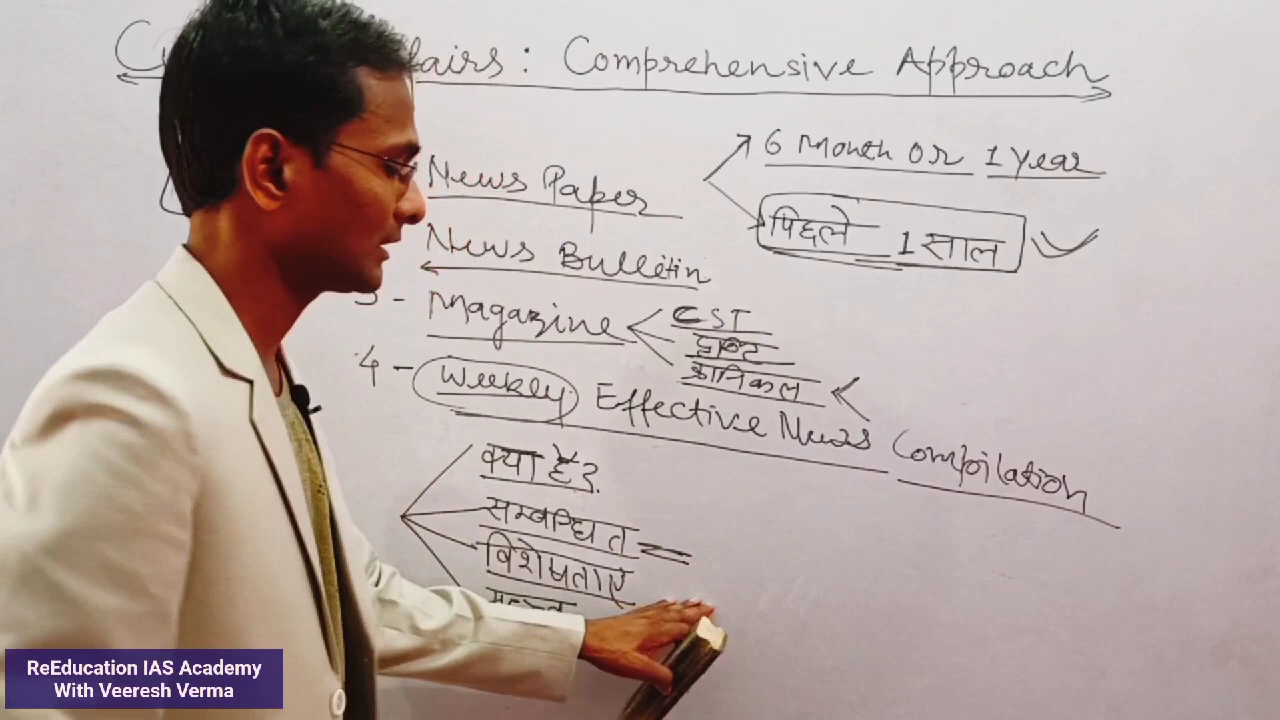 fairs : Comprehensive Approach
6 Month or 1 year
News Paper
पिछले 1 साल
News Bulletin
3 - Magazine
CST
दृष्टि
क्रानिकल
4 - Weekly Effective News Compilation
क्या है?
सम्बन्धित
विशेषताएं
ReEducation IAS Academy
With Veeresh Verma